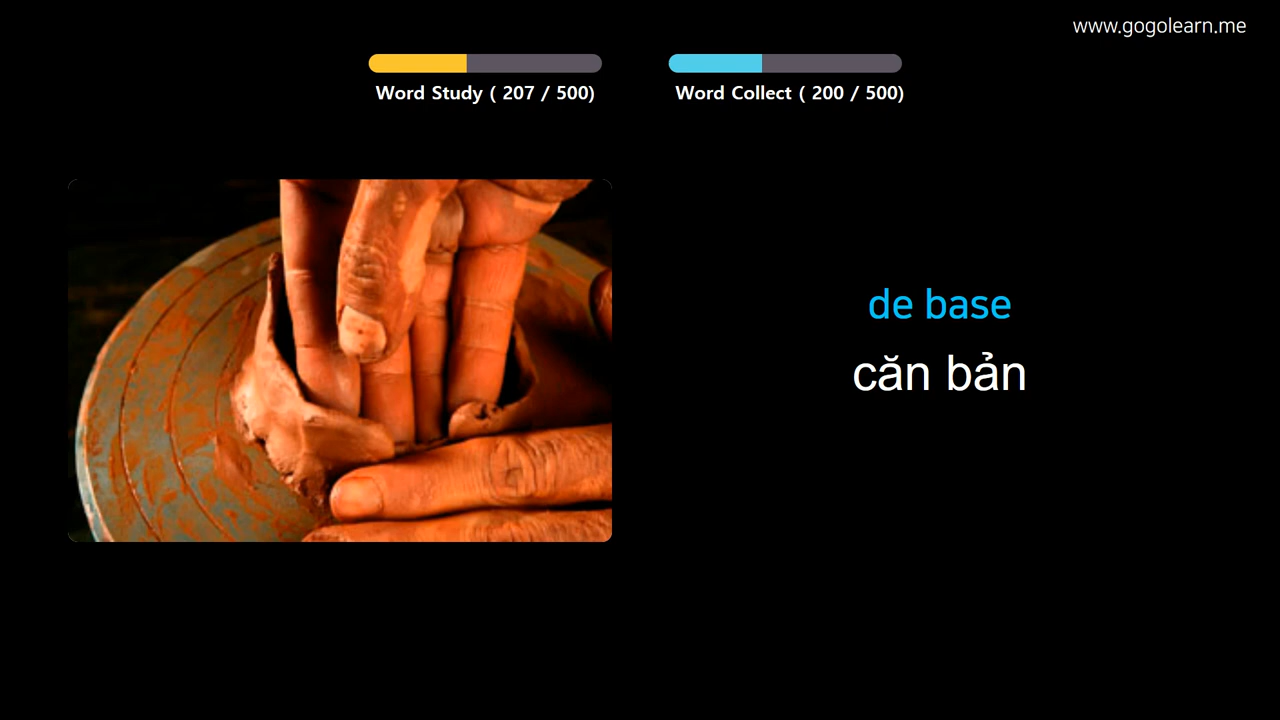 www.gogolearn.me
Word Study ( 207 / 500)
Word Collect ( 200 / 500)
de base
căn bản